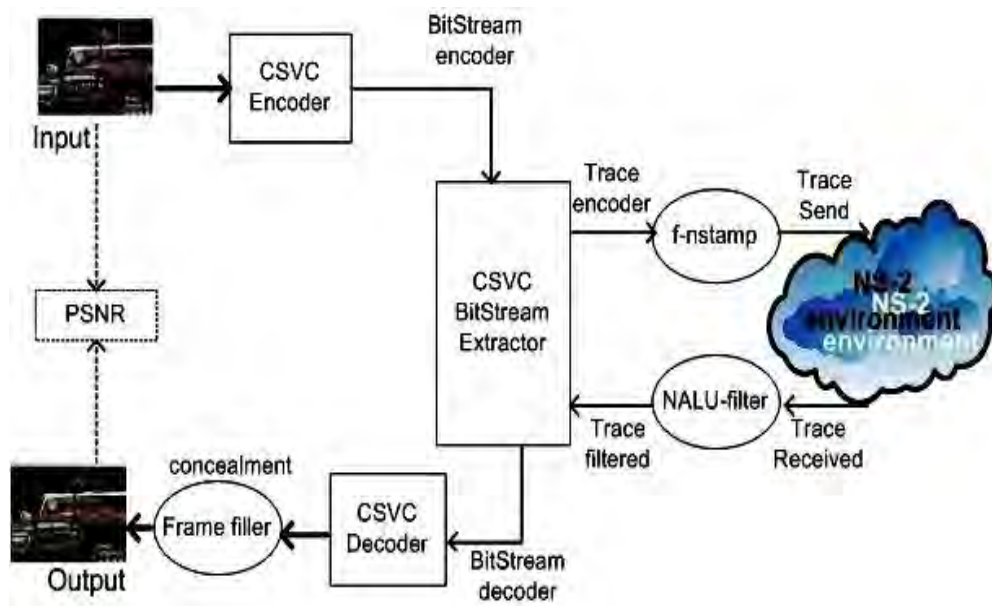 BitStream
encoder
CSVC
Encoder
Input
Trace
encoder
Trace
Send
f-nstamp
CSVC
BitStream
Extractor
NS-2
NS-2
environment
environment
PSNR
NALU-filter
Trace
filtered
Trace
Received
concealment
Frame filler
CSVC
Decoder
BitStream
decoder
Output